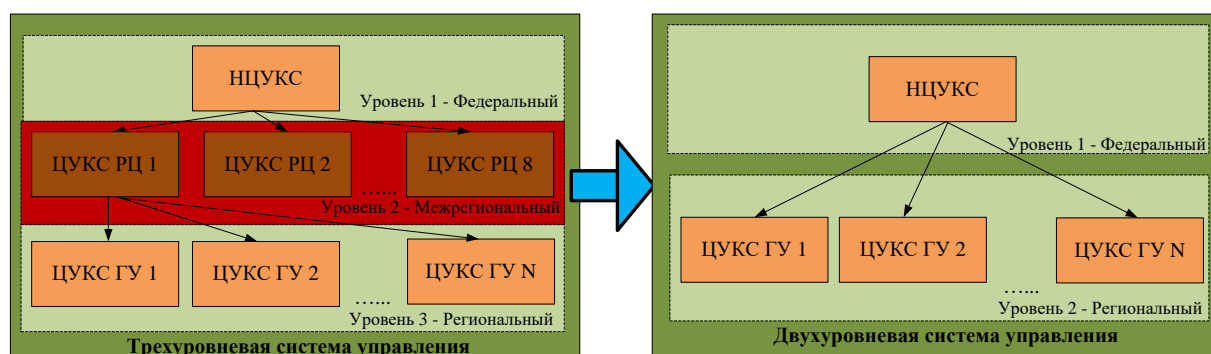 НЦУКС
Уровень 1 - Федеральный
ЦУКС РЦ 1
ЦУКС РЦ 2
…...
ЦУКС РЦ 8
Уровень 2 - Межрегиональный
ЦУКС ГУ 1
ЦУКС ГУ 2
…...
ЦУКС ГУ N
Уровень 3 - Региональный
Трехуровневая система управления
НЦУКС
Уровень 1 - Федеральный
ЦУКС ГУ 1
ЦУКС ГУ 2
…...
ЦУКС ГУ N
Уровень 2 - Региональный
Двухуровневая система управления